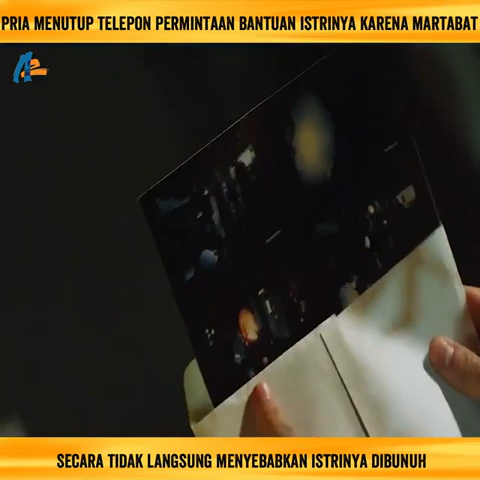 PRIA MENUTUP TELEPON PERMINTAAN BANTUAN ISTRINYA KARENA MARTABAT
SECARA TIDAK LANGSUNG MENYEBABKAN ISTRINYA DIBUNUH